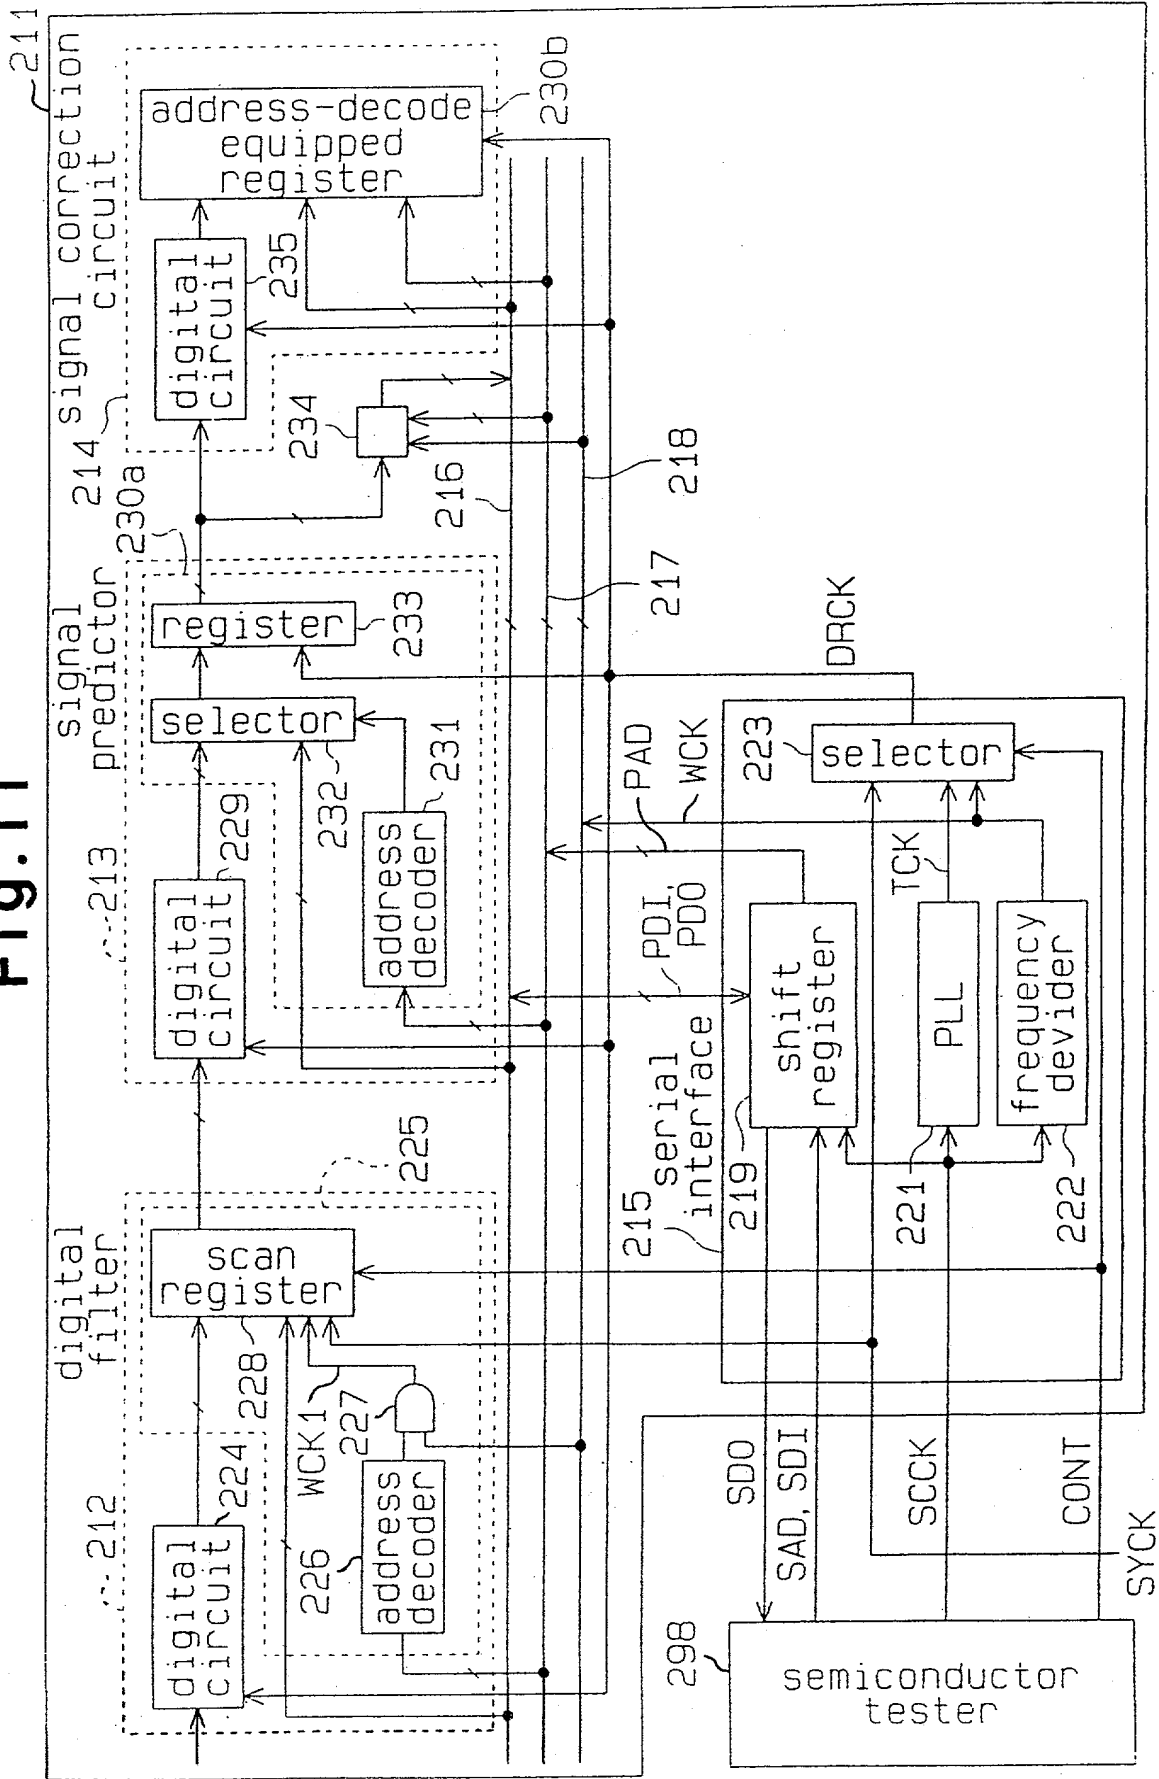 Fig.11
211
digital
filter
signal
predictor
signal correction
circuit
212
213
214
digital
circuit
224
scan
register
228
225
WCK1
227
226
address
decoder
digital
circuit
229
selector
232
register
233
230a
address
decoder
231
digital
circuit
235
234
address-decode
equipped
register
230b
216
217
218
PDI,
PDO
PAD
WCK
DRCK
215
serial
interface
219
shift
register
221
PLL
TCK
222
frequency
devider
223
selector
SDO
SAD, SDI
SCCK
CONT
SYCK
298
semiconductor
tester